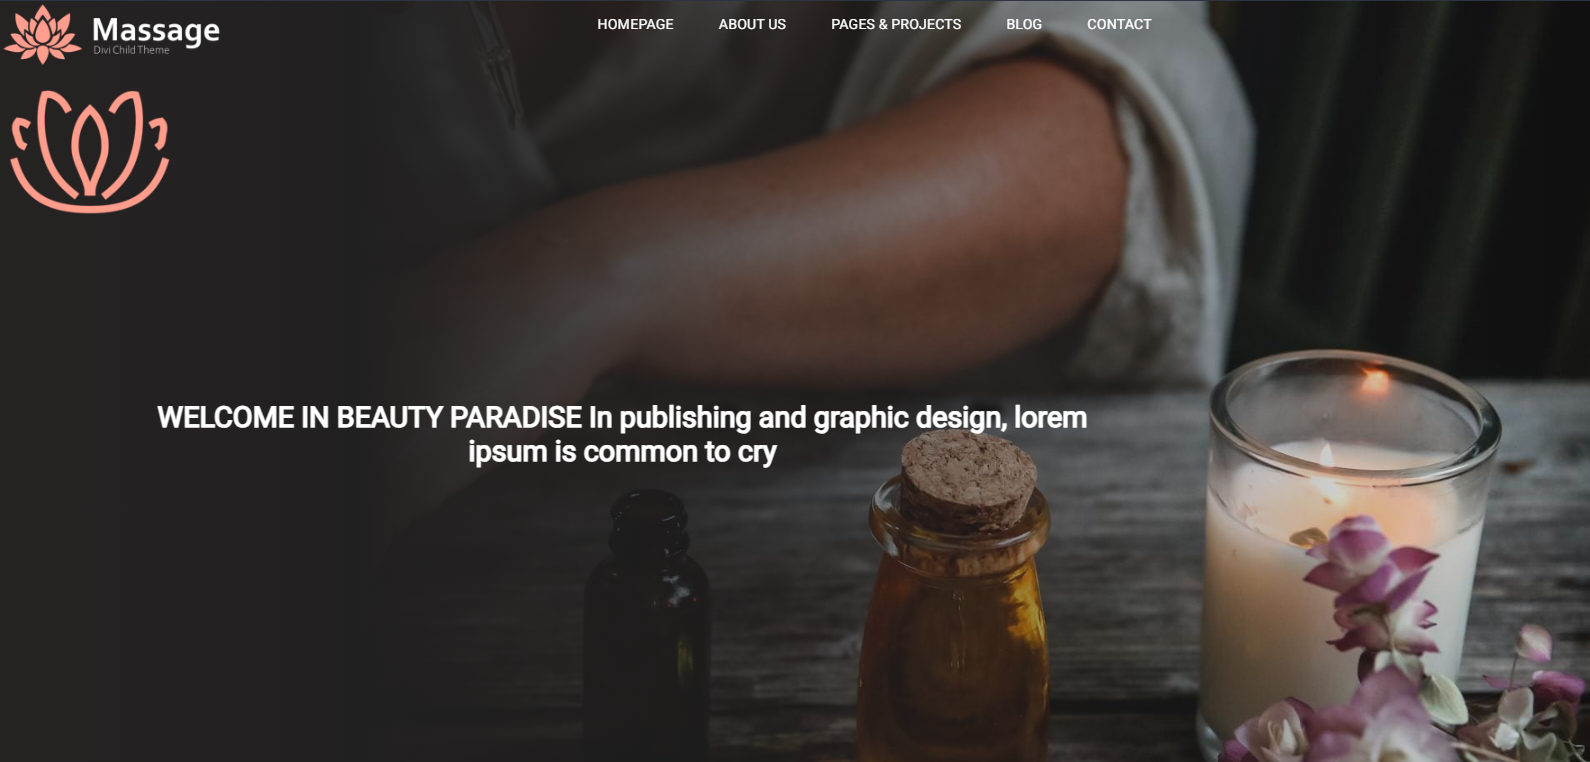 Massage
Divi Child Theme
HOMEPAGE
ABOUT US
PAGES & PROJECTS
BLOG
CONTACT
WELCOME IN BEAUTY PARADISE In publishing and graphic design, lorem
ipsum is common to cry